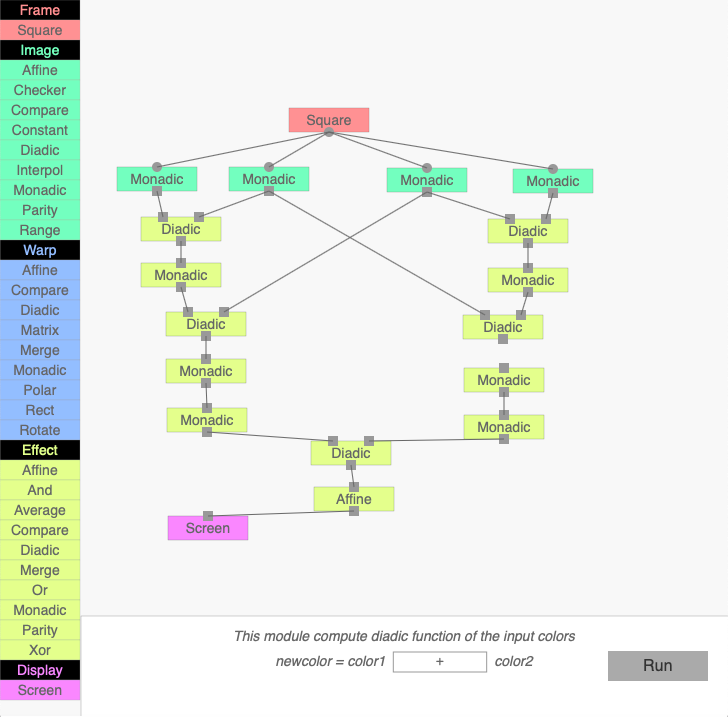 Frame
Square
Image
Affine
Checker
Compare
Constant
Diadic
Interpol
Monadic
Parity
Range
Warp
Affine
Compare
Diadic
Matrix
Merge
Monadic
Polar
Rect
Rotate
Effect
Affine
And
Average
Compare
Diadic
Merge
Or
Monadic
Parity
Xor
Display
Screen
Square
Monadic Monadic Monadic Monadic
Diadic Diadic
Monadic Monadic
Diadic Diadic
Monadic Monadic
Monadic Monadic
Diadic
Affine
Screen
This module compute diadic function of the input colors
newcolor = color1 + color2
Run